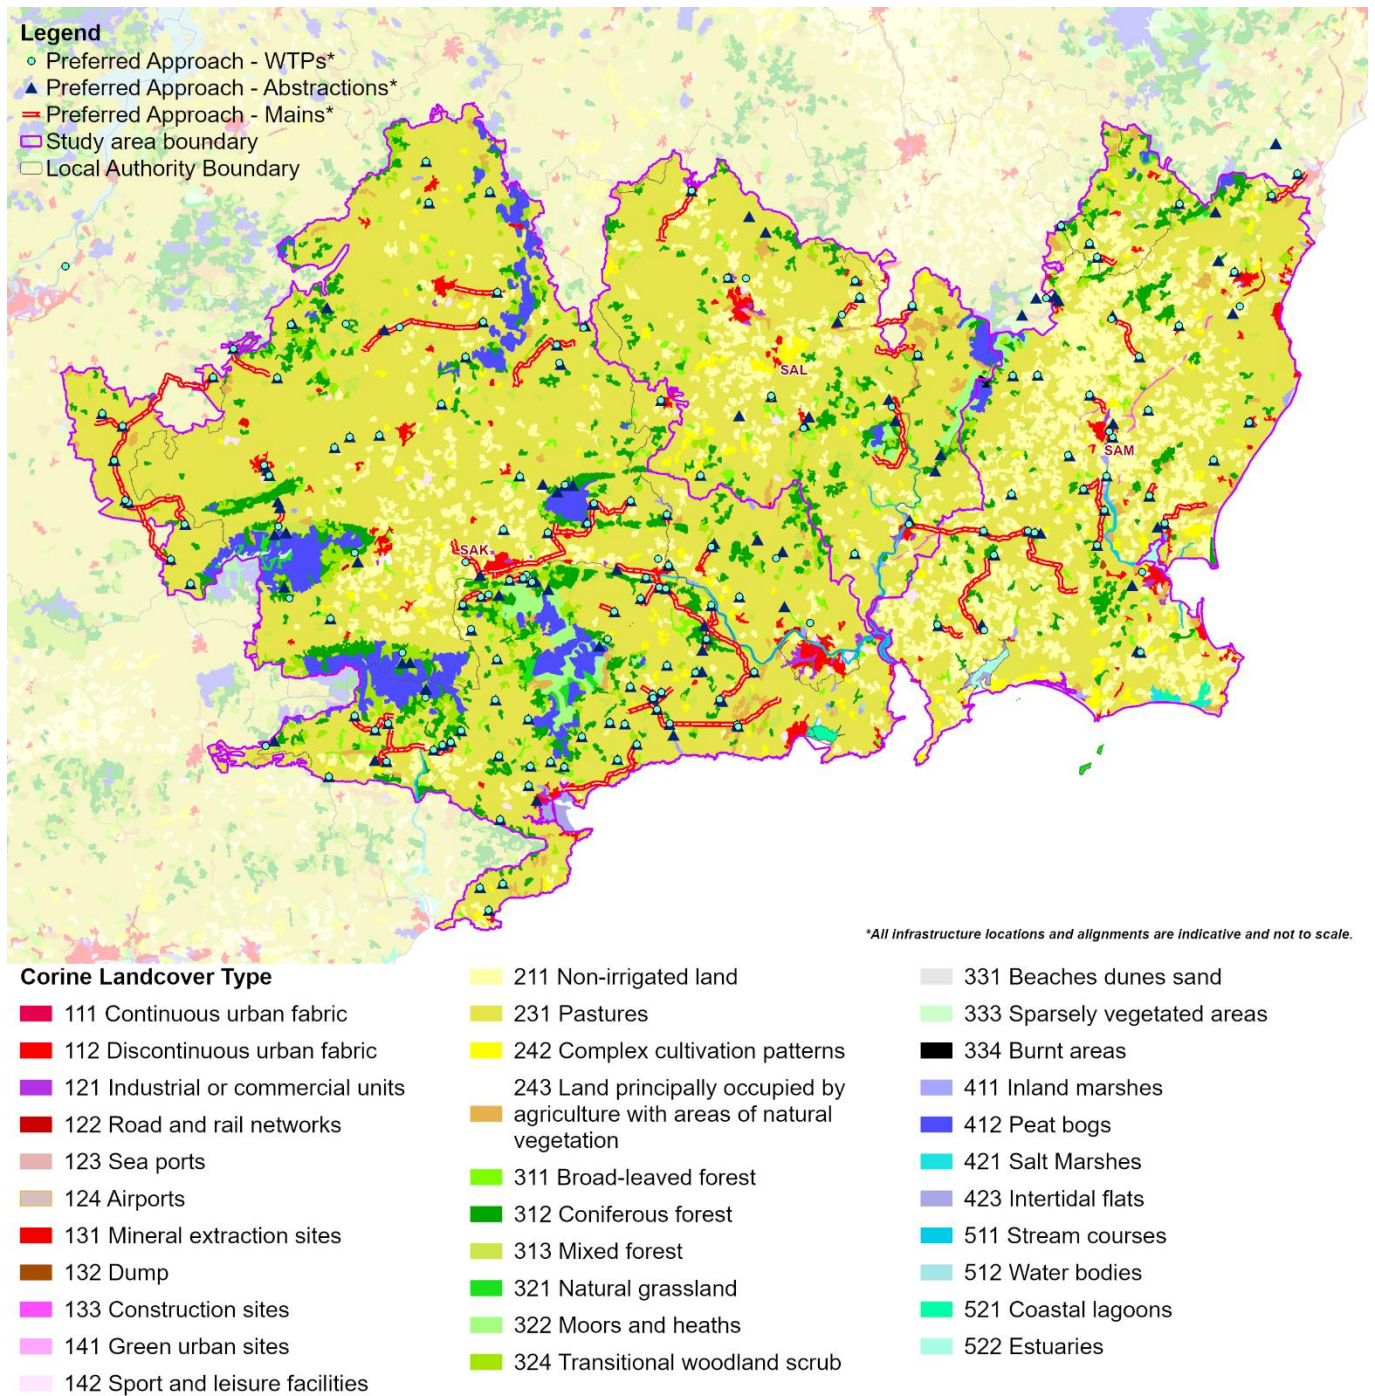 Legend
Preferred Approach - WTPs*
Preferred Approach - Abstractions*
Preferred Approach - Mains*
Study area boundary
Local Authority Boundary
SAL
SAM
SAK
*All infrastructure locations and alignments are indicative and not to scale.
Corine Landcover Type
111 Continuous urban fabric
112 Discontinuous urban fabric
121 Industrial or commercial units
122 Road and rail networks
123 Sea ports
124 Airports
131 Mineral extraction sites
132 Dump
133 Construction sites
141 Green urban sites
142 Sport and leisure facilities
211 Non-irrigated land
231 Pastures
242 Complex cultivation patterns
243 Land principally occupied by
agriculture with areas of natural
vegetation
311 Broad-leaved forest
312 Coniferous forest
313 Mixed forest
321 Natural grassland
322 Moors and heaths
324 Transitional woodland scrub
331 Beaches dunes sand
333 Sparsely vegetated areas
334 Burnt areas
411 Inland marshes
412 Peat bogs
421 Salt Marshes
423 Intertidal flats
511 Stream courses
512 Water bodies
521 Coastal lagoons
522 Estuaries